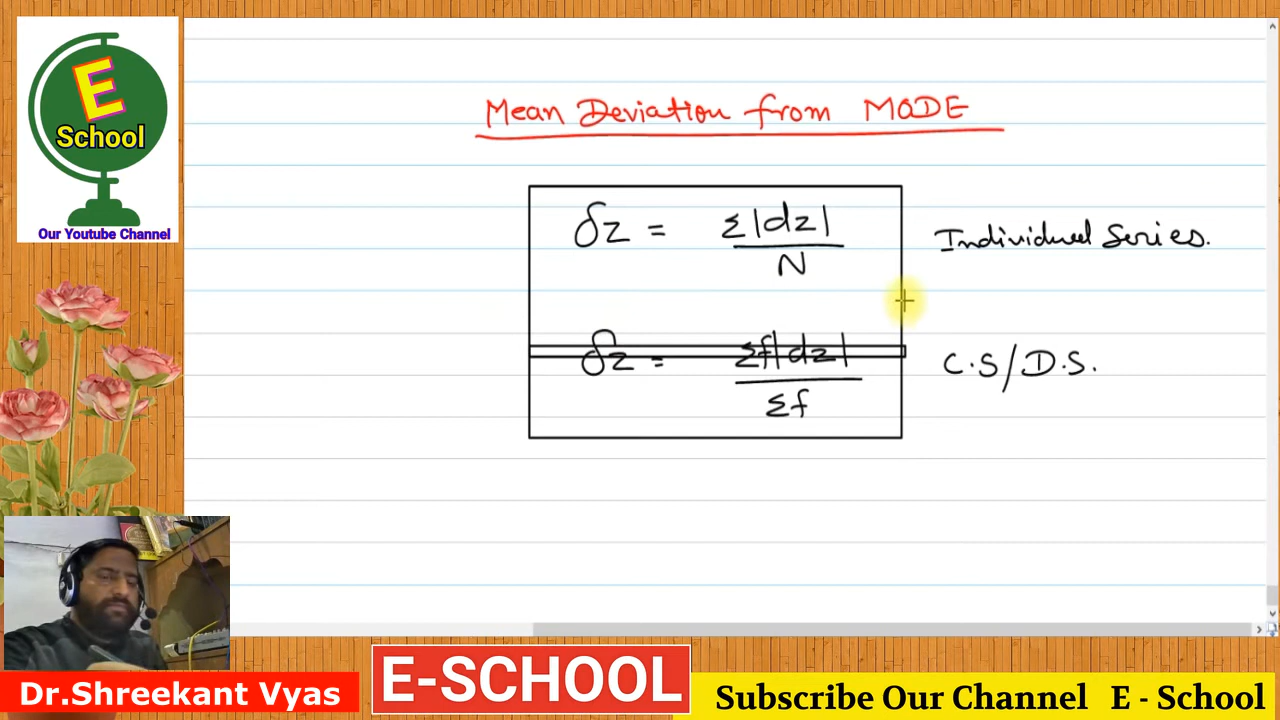 E
School
Our Youtube Channel
Mean Deviation from MODE
δz = Σ|dz| / N Individual Series.
δz = Σf|dz| / Σf C.S/D.S.
Dr.Shreekant Vyas
E-SCHOOL
Subscribe Our Channel E - School